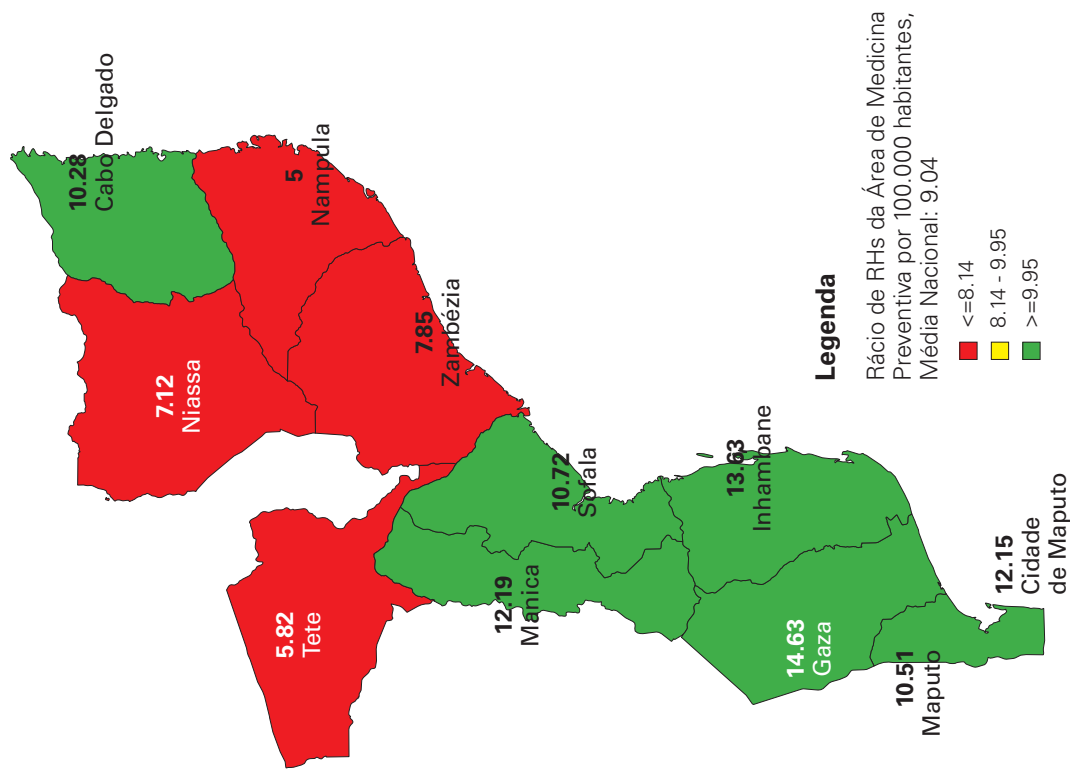 10.28
Cabo Delgado
7.12
Niassa
5
Nampula
7.85
Zambézia
5.82
Tete
10.72
Sofala
12.19
Manica
13.63
Inhambane
14.63
Gaza
10.51
Maputo
12.15
Cidade
de Maputo
Legenda
Rácio de RHs da Área de Medicina
Preventiva por 100.000 habitantes,
Média Nacional: 9.04
<=8.14
8.14 - 9.95
>=9.95